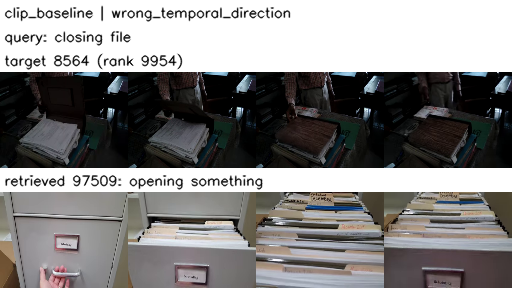 clip_baseline | wrong_temporal_direction
query: closing file
target 8564 (rank 9954)
retrieved 97509: opening something